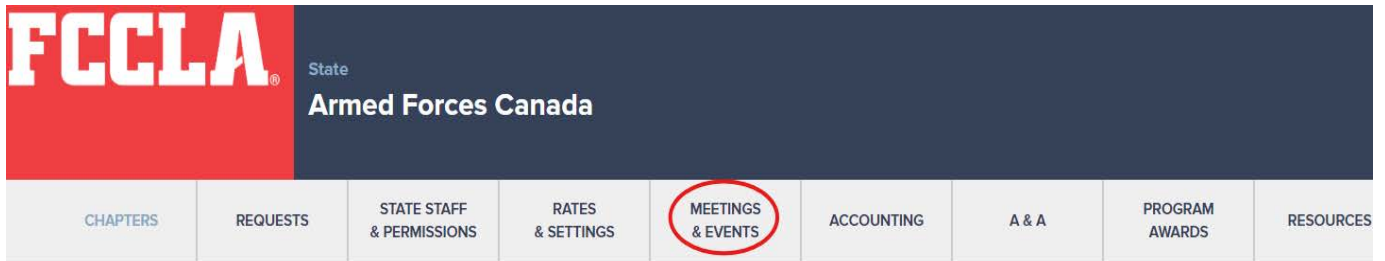 FCCLA®
State
Armed Forces Canada
CHAPTERS
REQUESTS
STATE STAFF
& PERMISSIONS
RATES
& SETTINGS
MEETINGS
& EVENTS
ACCOUNTING
A & A
PROGRAM
AWARDS
RESOURCES